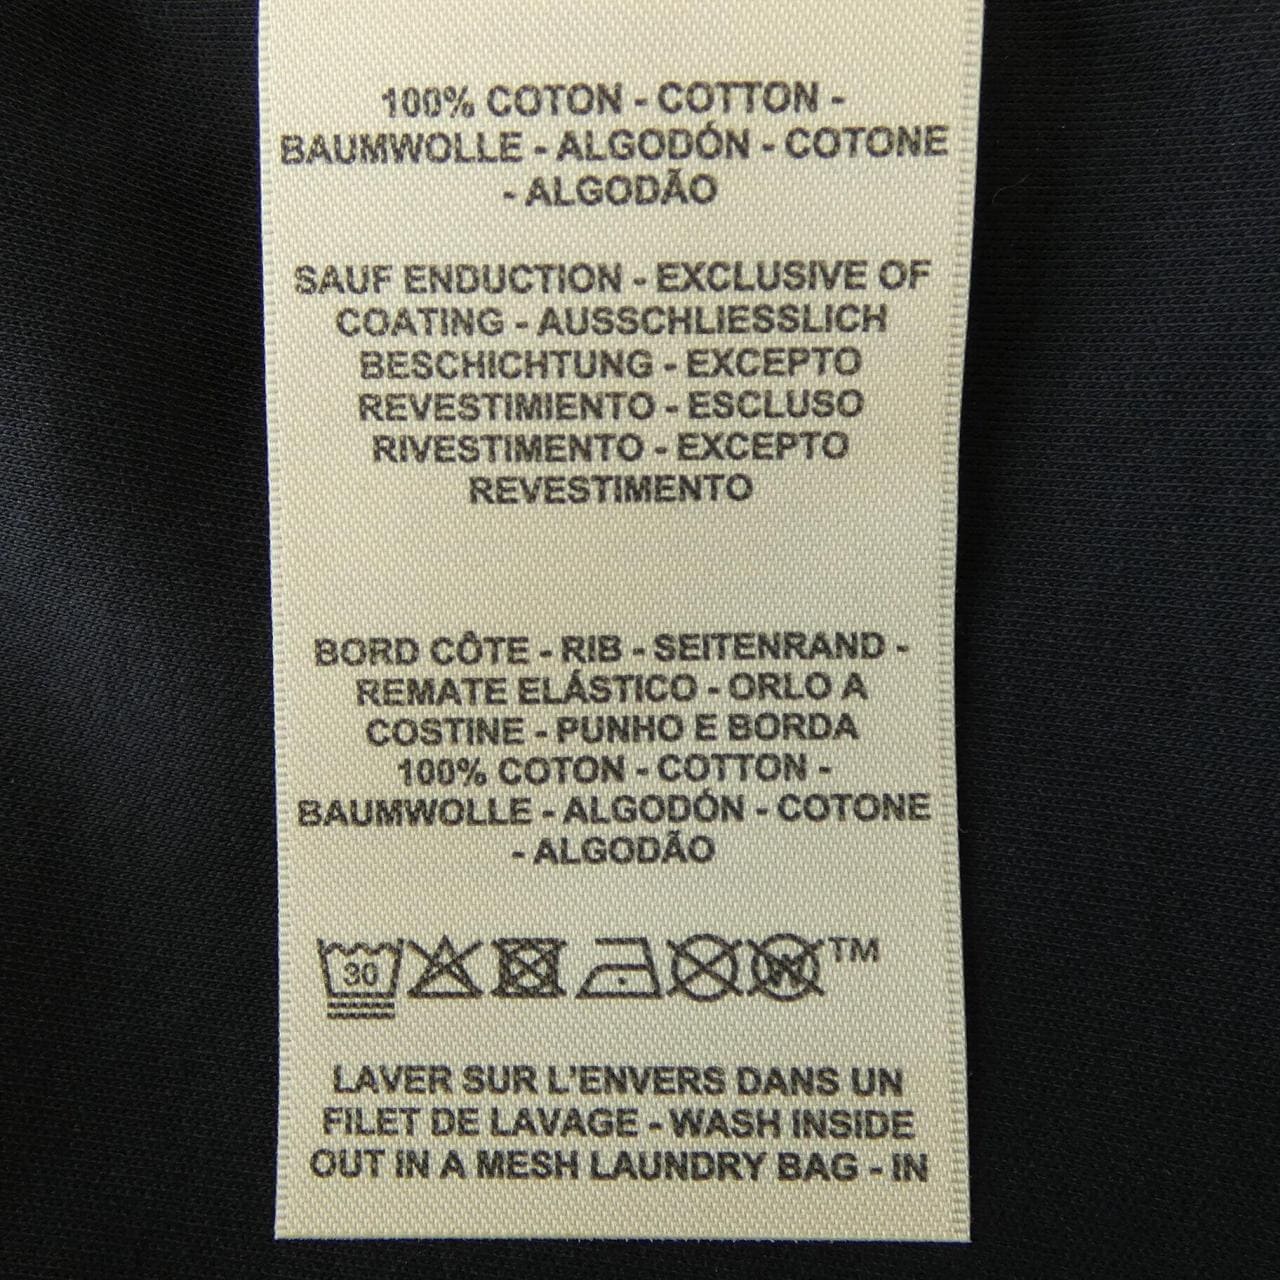 100% COTON - COTTON -
BAUMWOLLE - ALGODÓN - COTONE
- ALGODÃO
SAUF ENDUCTION - EXCLUSIVE OF
COATING - AUSSCHLIESSLICH
BESCHICHTUNG - EXCEPTO
REVESTIMIENTO - ESCLUSO
RIVESTIMENTO - EXCEPTO
REVESTIMENTO
BORD CÔTE - RIB - SEITENRAND -
REMATE ELÁSTICO - ORLO A
COSTINE - PUNHO E BORDA
100% COTON - COTTON -
BAUMWOLLE - ALGODÓN - COTONE
- ALGODÃO
30 W TM
LAVER SUR L'ENVERS DANS UN
FILET DE LAVAGE - WASH INSIDE
OUT IN A MESH LAUNDRY BAG - IN